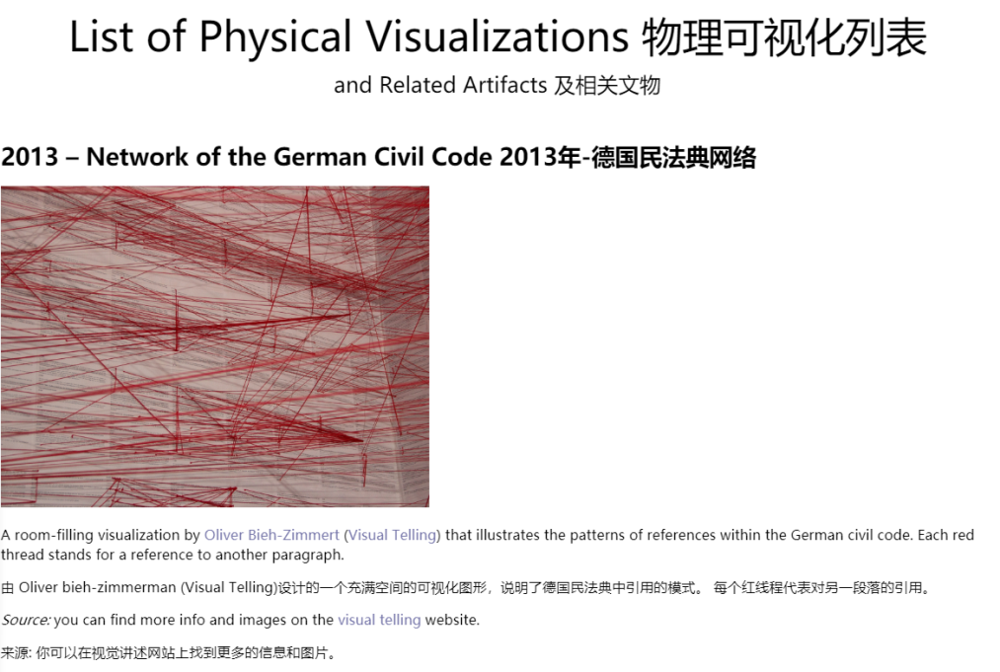 List of Physical Visualizations 物理可视化列表
and Related Artifacts 及相关文物
2013 – Network of the German Civil Code 2013年-德国民法典网络
A room-filling visualization by Oliver Bieh-Zimmert (Visual Telling) that illustrates the patterns of references within the German civil code. Each red
thread stands for a reference to another paragraph.
由 Oliver bieh-zimmerman (Visual Telling)设计的一个充满空间的可视化图形，说明了德国民法典中引用的模式。 每个红线程代表对另一段落的引用。
Source: you can find more info and images on the visual telling website.
来源: 你可以在视觉讲述网站上找到更多的信息和图片。